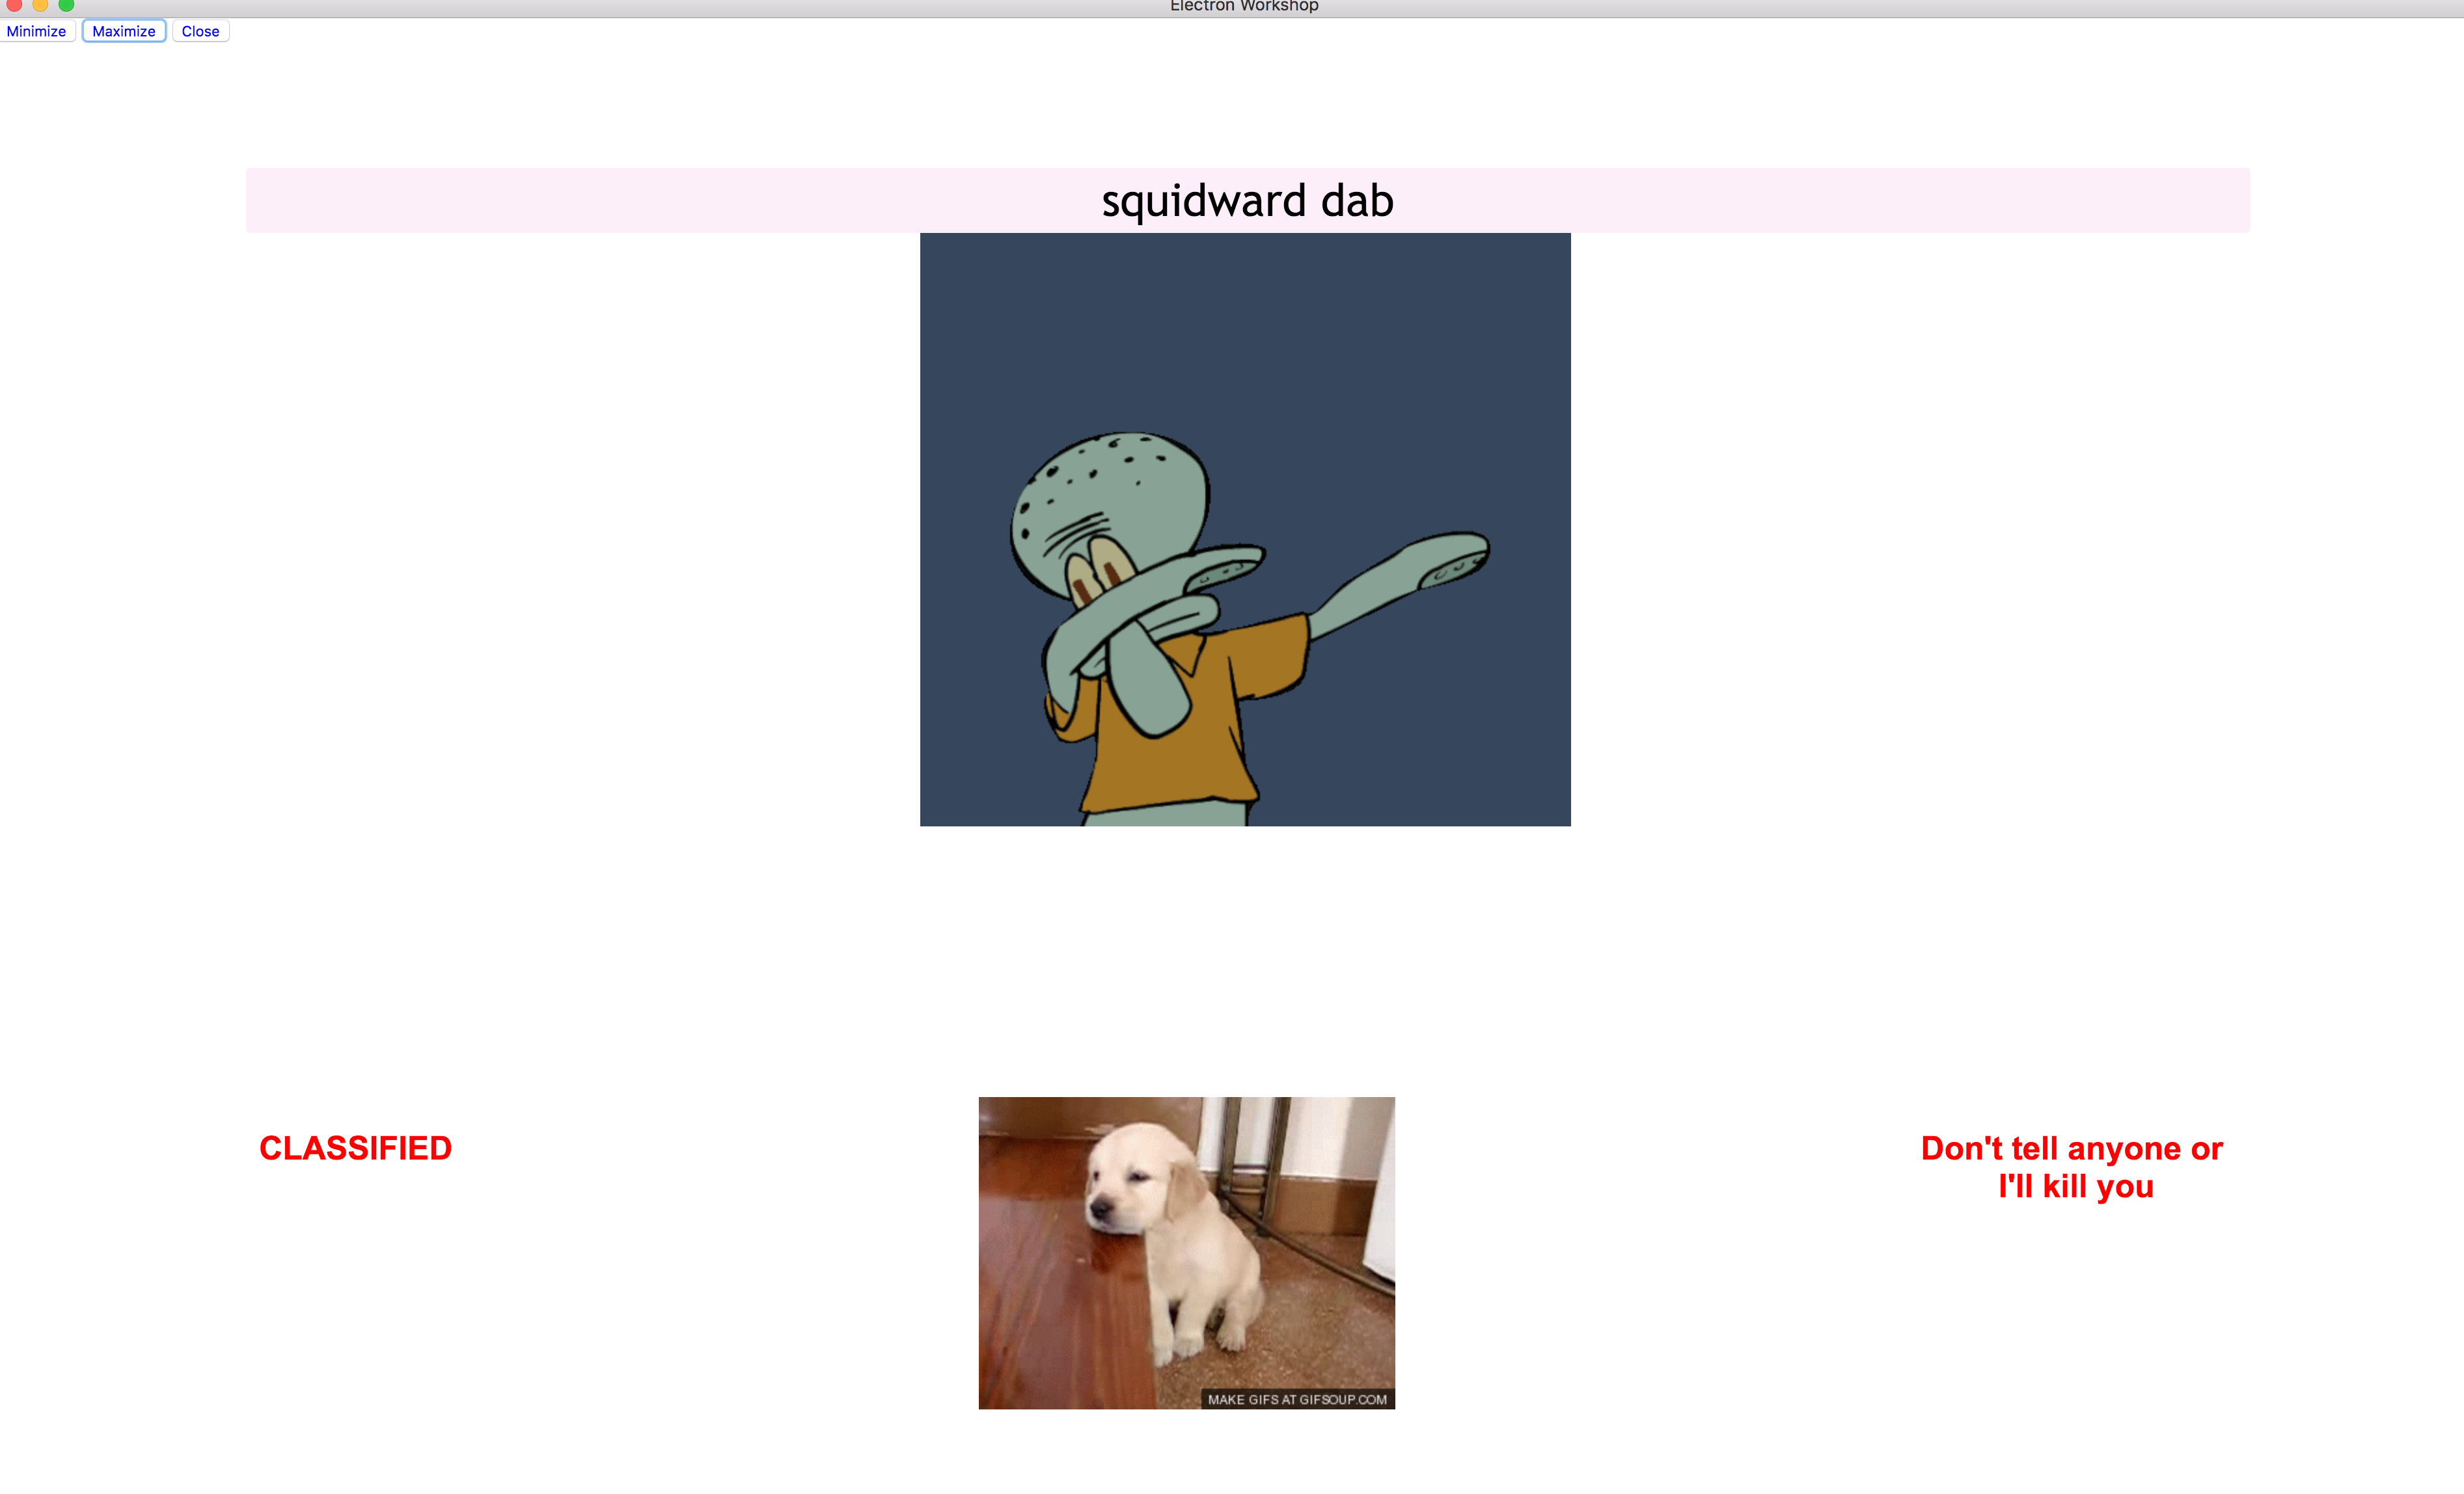 Electron Workshop
Minimize Maximize Close
squidward dab
CLASSIFIED
Don't tell anyone or
I'll kill you
MAKE GIFS AT GIFSOUP.COM